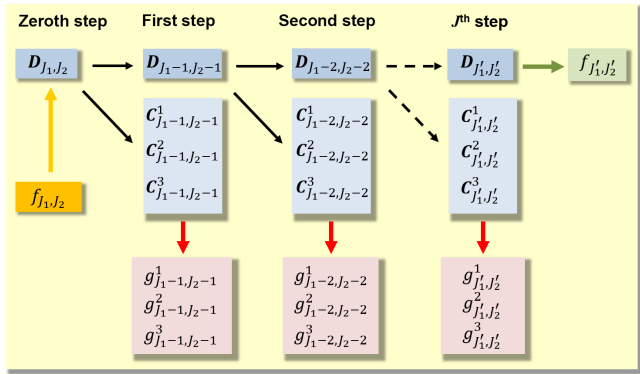 Zeroth step First step Second step Jth step
D_{J_1,J_2} D_{J_1−1,J_2−1} D_{J_1−2,J_2−2} D_{J_1′,J_2′} f_{J_1′,J_2′}
C^1_{J_1−1,J_2−1} C^1_{J_1−2,J_2−2} C^1_{J_1′,J_2′}
C^2_{J_1−1,J_2−1} C^2_{J_1−2,J_2−2} C^2_{J_1′,J_2′}
C^3_{J_1−1,J_2−1} C^3_{J_1−2,J_2−2} C^3_{J_1′,J_2′}
f_{J_1,J_2}
g^1_{J_1−1,J_2−1} g^1_{J_1−2,J_2−2} g^1_{J_1′,J_2′}
g^2_{J_1−1,J_2−1} g^2_{J_1−2,J_2−2} g^2_{J_1′,J_2′}
g^3_{J_1−1,J_2−1} g^3_{J_1−2,J_2−2} g^3_{J_1′,J_2′}